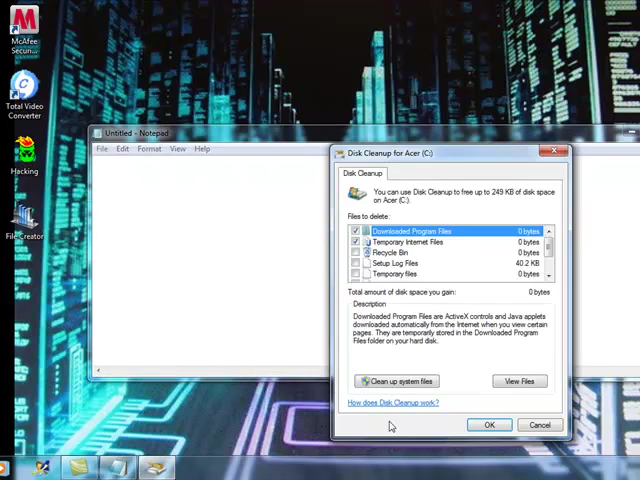 McAfee
Securi...
Total Video
Converter
Hacking
File Creator
Untitled - Notepad
File Edit Format View Help
Disk Cleanup for Acer (C:)
Disk Cleanup
You can use Disk Cleanup to free up to 249 KB of disk space
on Acer (C:).
Files to delete:
Downloaded Program Files 0 bytes
Temporary Internet Files 0 bytes
Recycle Bin 0 bytes
Setup Log Files 40.2 KB
Temporary files 0 bytes
Total amount of disk space you gain: 0 bytes
Description
Downloaded Program Files are ActiveX controls and Java applets
downloaded automatically from the Internet when you view certain
pages. They are temporarily stored in the Downloaded Program
Files folder on your hard disk.
Clean up system files View Files
How does Disk Cleanup work?
OK Cancel